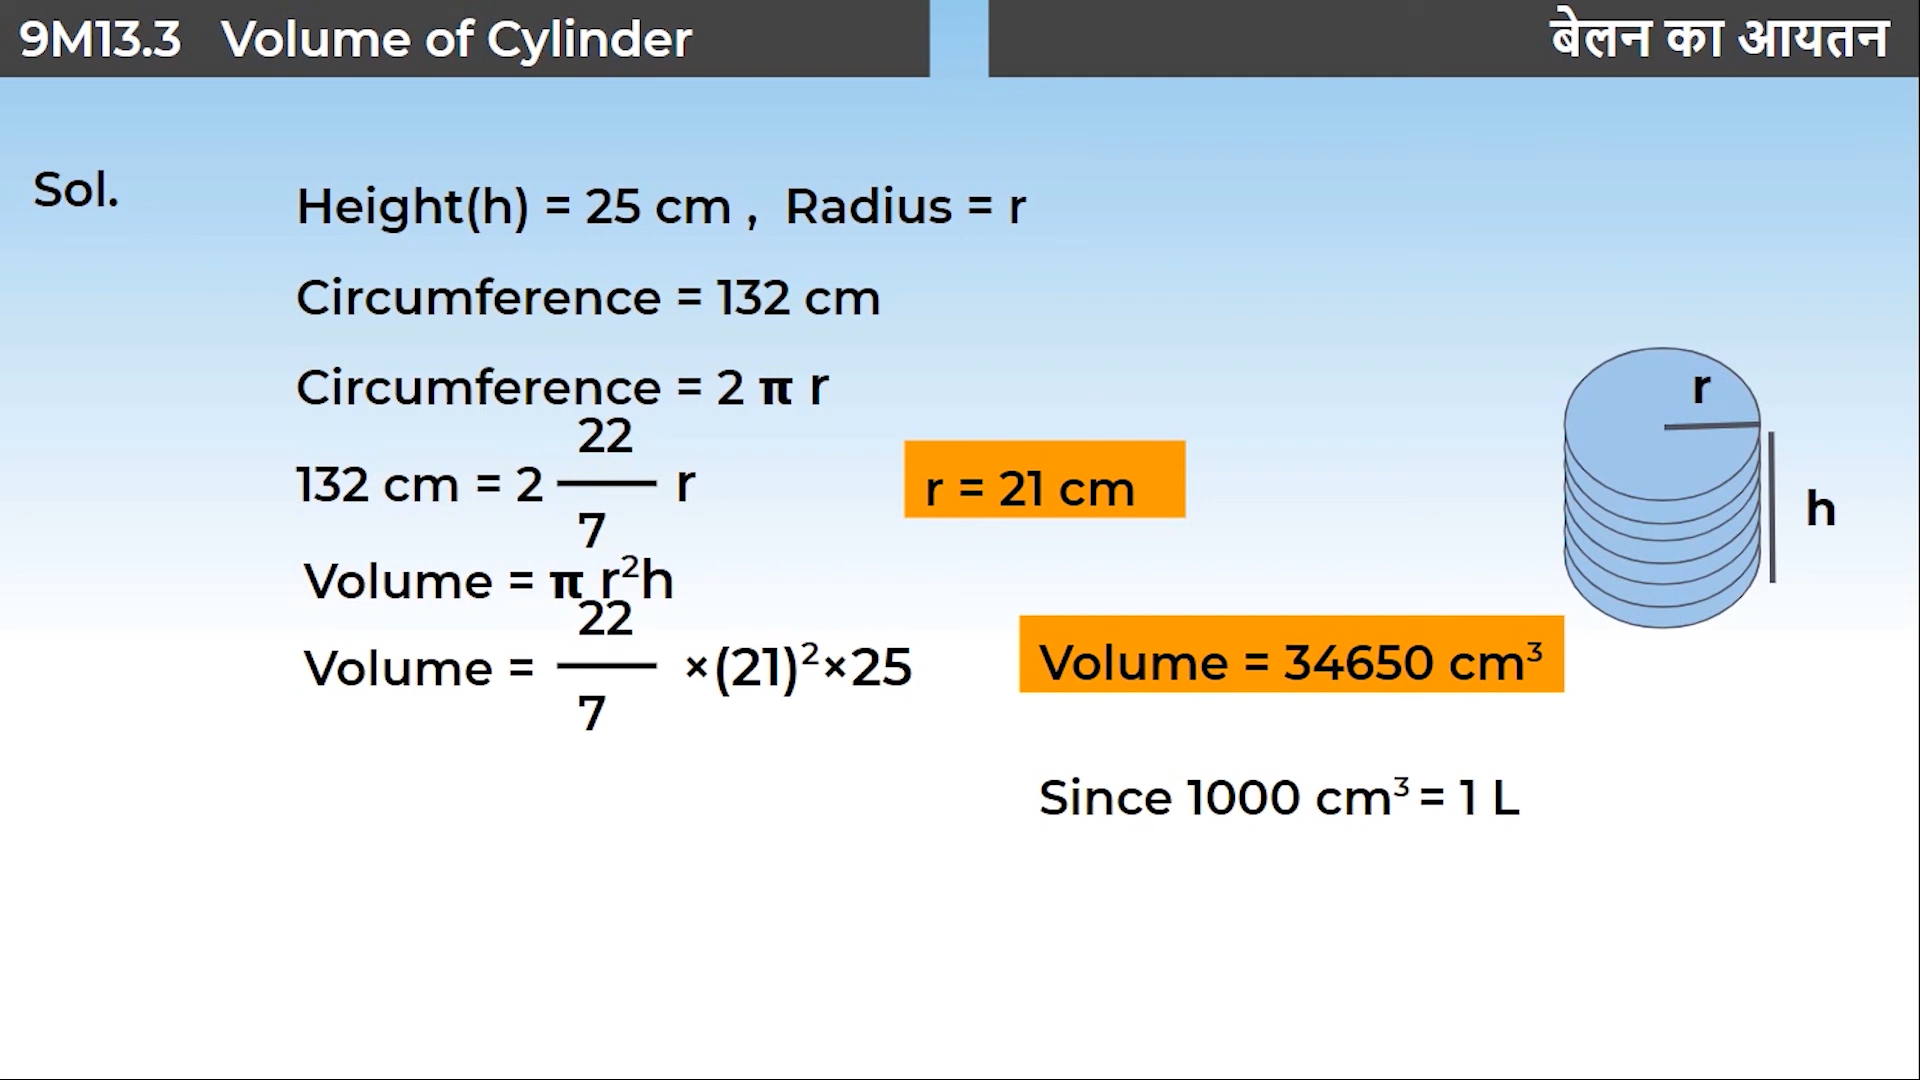 9M13.3 Volume of Cylinder
बेलन का आयतन
Sol.
Height(h) = 25 cm , Radius = r
Circumference = 132 cm
Circumference = 2 π r
132 cm = 2 22/7 r
r = 21 cm
Volume = π r²h
Volume = 22/7 ×(21)²×25
Volume = 34650 cm³
Since 1000 cm³ = 1 L
r
h